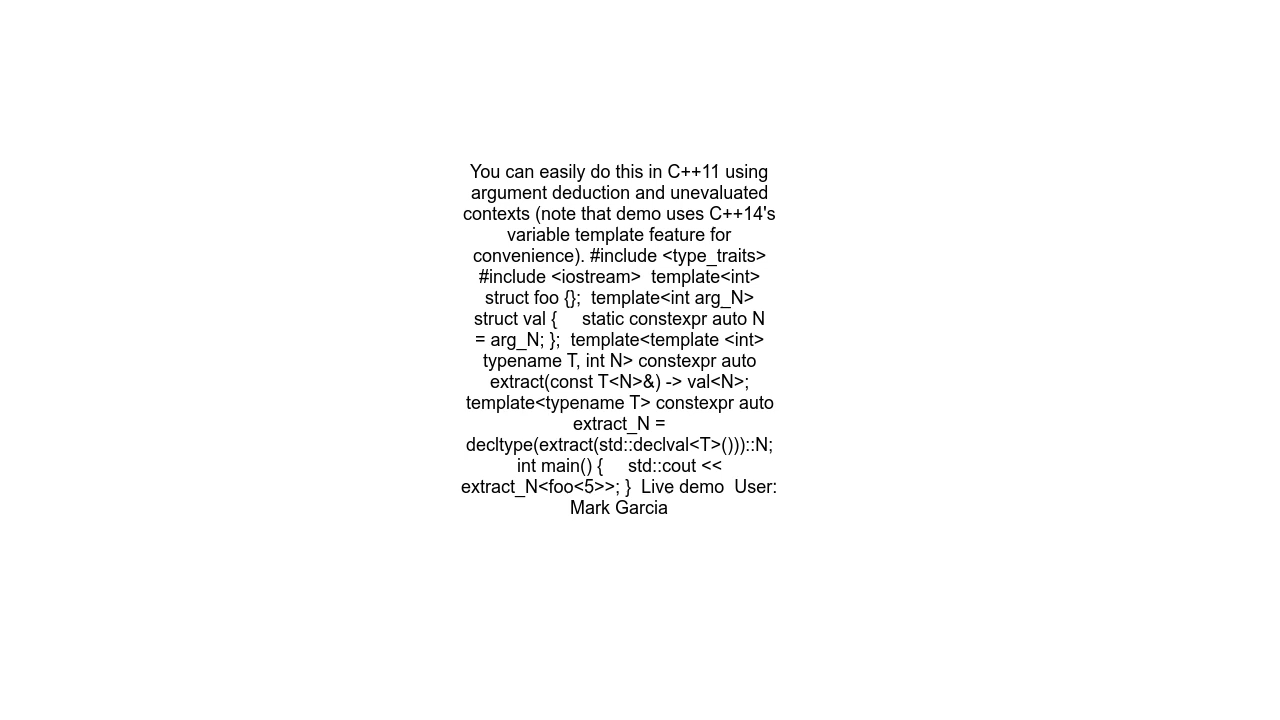 You can easily do this in C++11 using
argument deduction and unevaluated
contexts (note that demo uses C++14's
variable template feature for
convenience). #include <type_traits>
#include <iostream>  template<int>
struct foo {};  template<int arg_N>
struct val {     static constexpr auto N
= arg_N; };  template<template <int>
typename T, int N> constexpr auto
extract(const T<N>&) -> val<N>;
template<typename T> constexpr auto
extract_N =
decltype(extract(std::declval<T>()))::N;
int main() {     std::cout <<
extract_N<foo<5>>; }  Live demo  User:
Mark Garcia